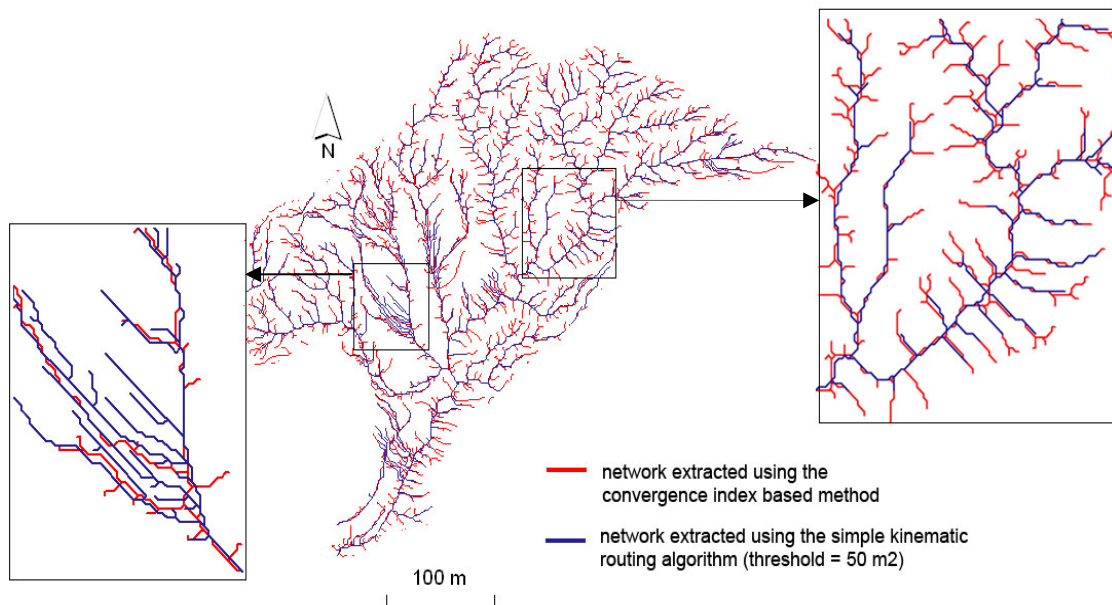 N
network extracted using the
convergence index based method
network extracted using the simple kinematic
routing algorithm (threshold = 50 m2)
100 m